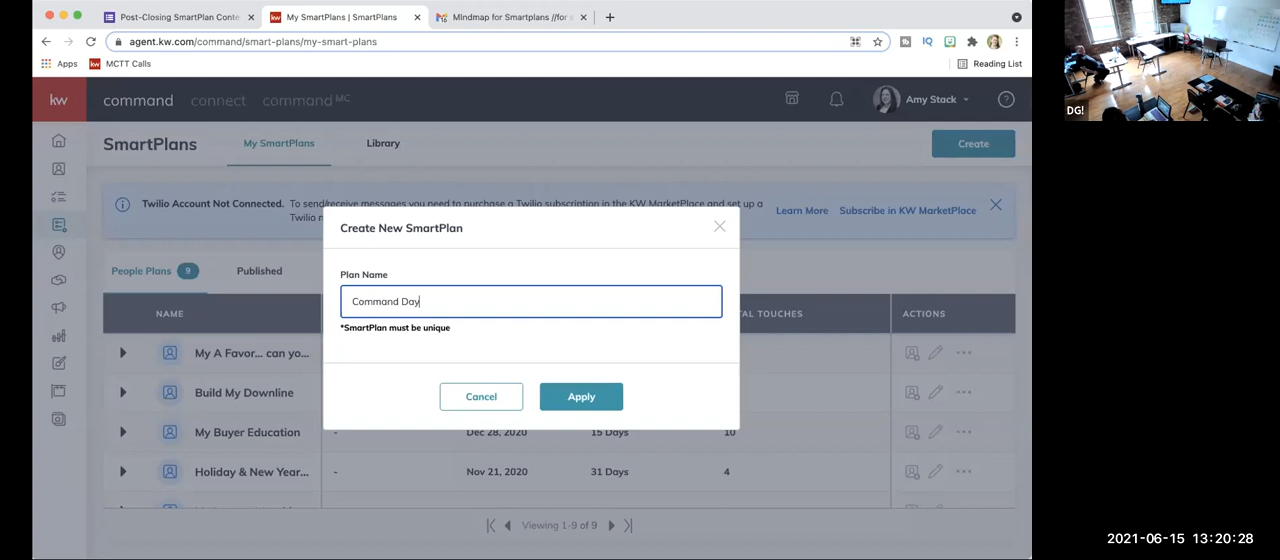 Post-Closing SmartPlan Conte
My SmartPlans | SmartPlans
MIndmap for Smartplans //for s
agent.kw.com/command/smart-plans/my-smart-plans
IQ
Apps
MCTT Calls
Reading List
kw
command
connect
command MC
Amy Stack
SmartPlans
My SmartPlans
Library
Create
Twilio Account Not Connected. To send/receive messages you need to purchase a Twilio subscription in the KW MarketPlace and set up a
Twilio n
Learn More
Subscribe in KW MarketPlace
Create New SmartPlan
Plan Name
Command Day
*SmartPlan must be unique
Cancel
Apply
People Plans 9
Published
NAME
TAL TOUCHES
ACTIONS
My A Favor... can yo...
Build My Downline
My Buyer Education - Dec 28, 2020 15 Days 10
Holiday & New Year... - Nov 21, 2020 31 Days 4
Viewing 1-9 of 9
DG!
2021-06-15 13:20:28